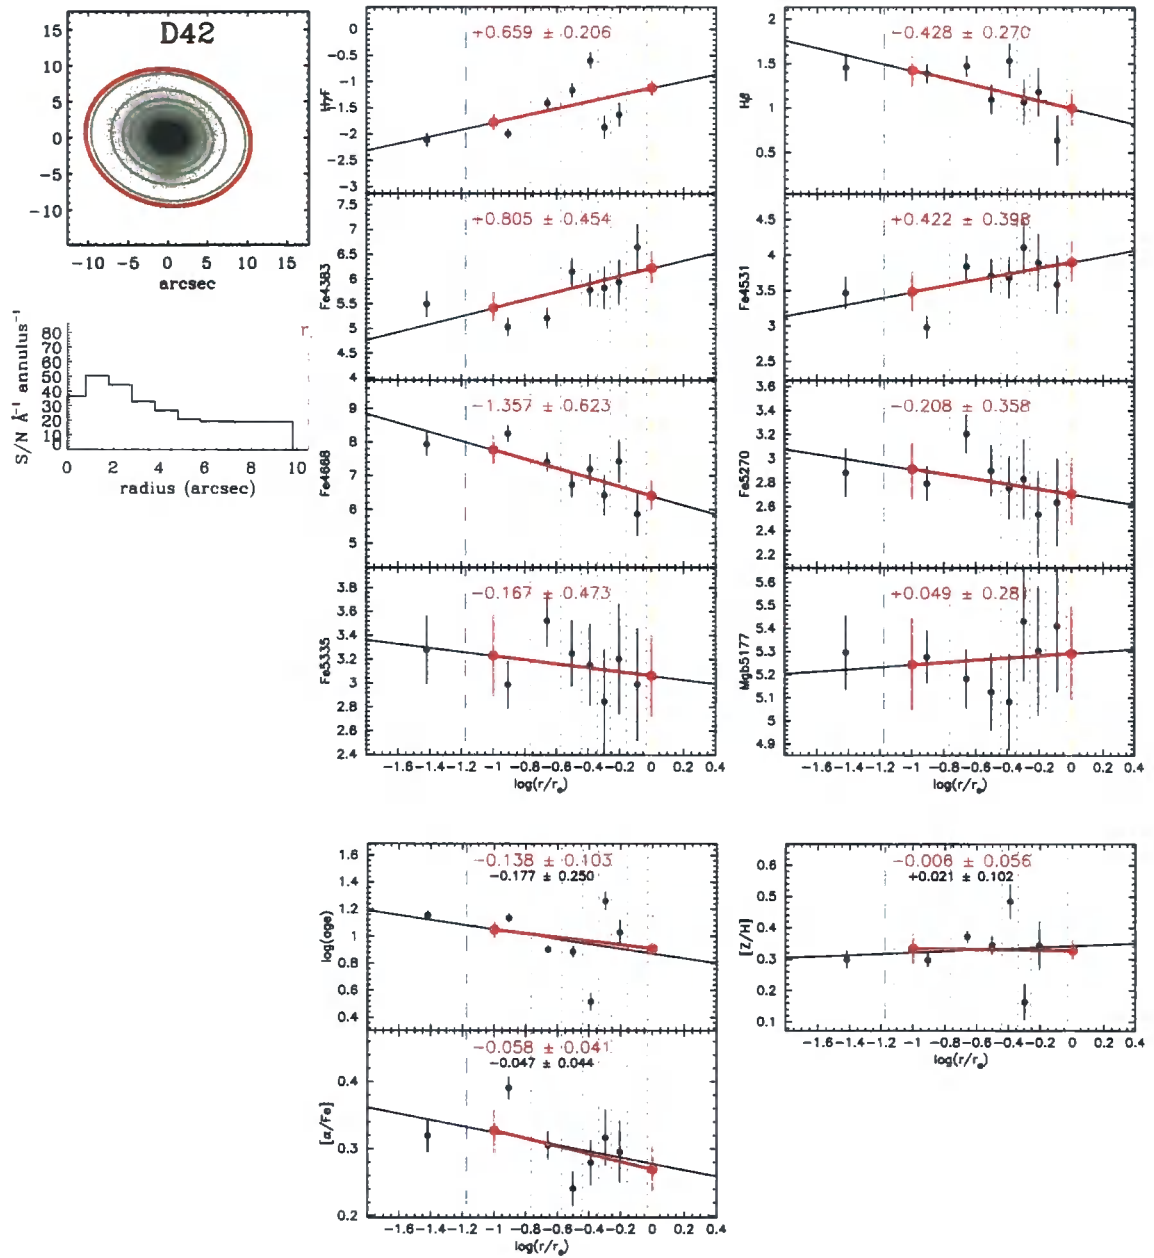 D42
15
10
5
0
−5
−10
−10 −5 0 5 10 15
arcsec
S/N Å⁻¹ annulus⁻¹
80
70
60
50
40
30
20
10
0
0 2 4 6 8 10
radius (arcsec)
r
+0.659 ± 0.206
HγF
0
−0.5
−1
−1.5
−2
−2.5
−3
−0.428 ± 0.270
Hβ
2
1.5
1
0.5
+0.805 ± 0.454
Fe4383
7.5
7
6.5
6
5.5
5
4.5
4
+0.422 ± 0.398
Fe4531
4.5
4
3.5
3
2.5
−1.357 ± 0.623
Fe4668
9
8
7
6
5
−0.208 ± 0.358
Fe5270
3.6
3.4
3.2
3
2.8
2.6
2.4
2.2
−0.167 ± 0.473
Fe5335
3.8
3.6
3.4
3.2
3
2.8
2.6
2.4
−1.6 −1.4 −1.2 −1 −0.8 −0.6 −0.4 −0.2 0 0.2 0.4
log(r/rₑ)
+0.049 ± 0.281
Mgb5177
5.6
5.5
5.4
5.3
5.2
5.1
5
4.9
−1.6 −1.4 −1.2 −1 −0.8 −0.6 −0.4 −0.2 0 0.2 0.4
log(r/rₑ)
−0.138 ± 0.103
−0.177 ± 0.250
log(age)
1.6
1.4
1.2
1
0.8
0.6
0.4
−0.006 ± 0.056
+0.021 ± 0.102
[Z/H]
0.6
0.5
0.4
0.3
0.2
0.1
−1.6 −1.4 −1.2 −1 −0.8 −0.6 −0.4 −0.2 0 0.2 0.4
log(r/rₑ)
−0.058 ± 0.041
−0.047 ± 0.044
[α/Fe]
0.4
0.3
0.2
−1.6 −1.4 −1.2 −1 −0.8 −0.6 −0.4 −0.2 0 0.2 0.4
log(r/rₑ)